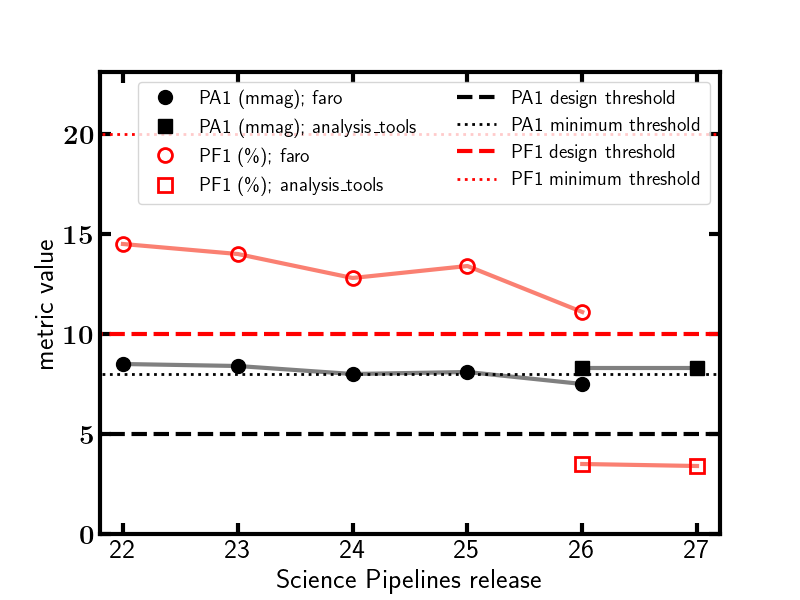 PA1 (mmag); faro
PA1 (mmag); analysis_tools
PF1 (%); faro
PF1 (%); analysis_tools
PA1 design threshold
PA1 minimum threshold
PF1 design threshold
PF1 minimum threshold
20
15
10
5
0
metric value
22 23 24 25 26 27
Science Pipelines release